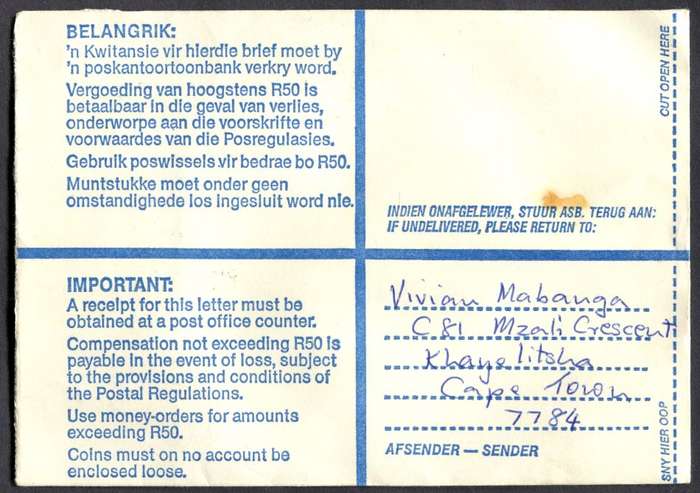 BELANGRIK:
'n Kwitansie vir hierdie brief moet by
'n poskantoortoonbank verkry word.
Vergoeding van hoogstens R50 is
betaalbaar in die geval van verlies,
onderworpe aan die voorskrifte en
voorwaardes van die Posregulasies.
Gebruik poswissels vir bedrae bo R50.
Muntstukke moet onder geen
omstandighede los ingesluit word nie.
CUT OPEN HERE
INDIEN ONAFGELEWER, STUUR ASB. TERUG AAN:
IF UNDELIVERED, PLEASE RETURN TO:
IMPORTANT:
A receipt for this letter must be
obtained at a post office counter.
Compensation not exceeding R50 is
payable in the event of loss, subject
to the provisions and conditions of
the Postal Regulations.
Use money-orders for amounts
exceeding R50.
Coins must on no account be
enclosed loose.
Vivian Mabanga
C81 Mzali Crescent
Khayelitsha
Cape Town
7784
AFSENDER — SENDER
SNY HIER OOP